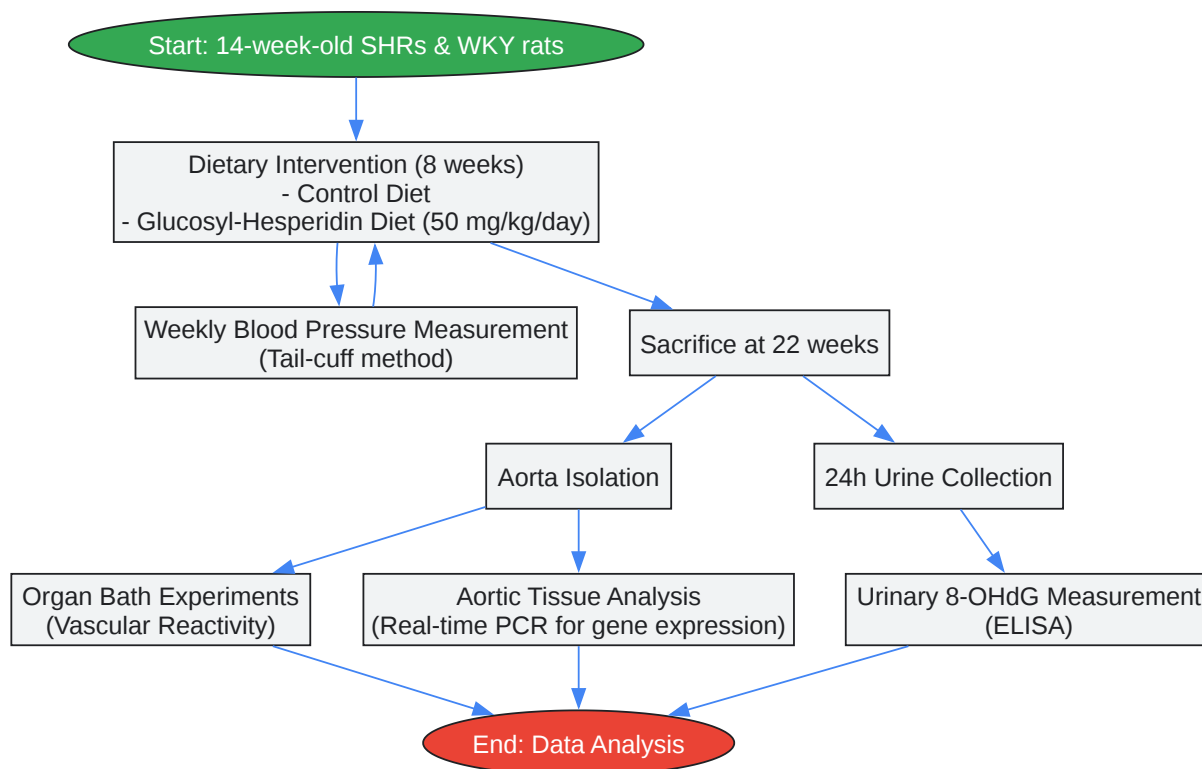 Start: 14-week-old SHRs & WKY rats
Dietary Intervention (8 weeks)
- Control Diet
- Glucosyl-Hesperidin Diet (50 mg/kg/day)
Weekly Blood Pressure Measurement
(Tail-cuff method)
Sacrifice at 22 weeks
Aorta Isolation
24h Urine Collection
Organ Bath Experiments
(Vascular Reactivity)
Aortic Tissue Analysis
(Real-time PCR for gene expression)
Urinary 8-OHdG Measurement
(ELISA)
End: Data Analysis